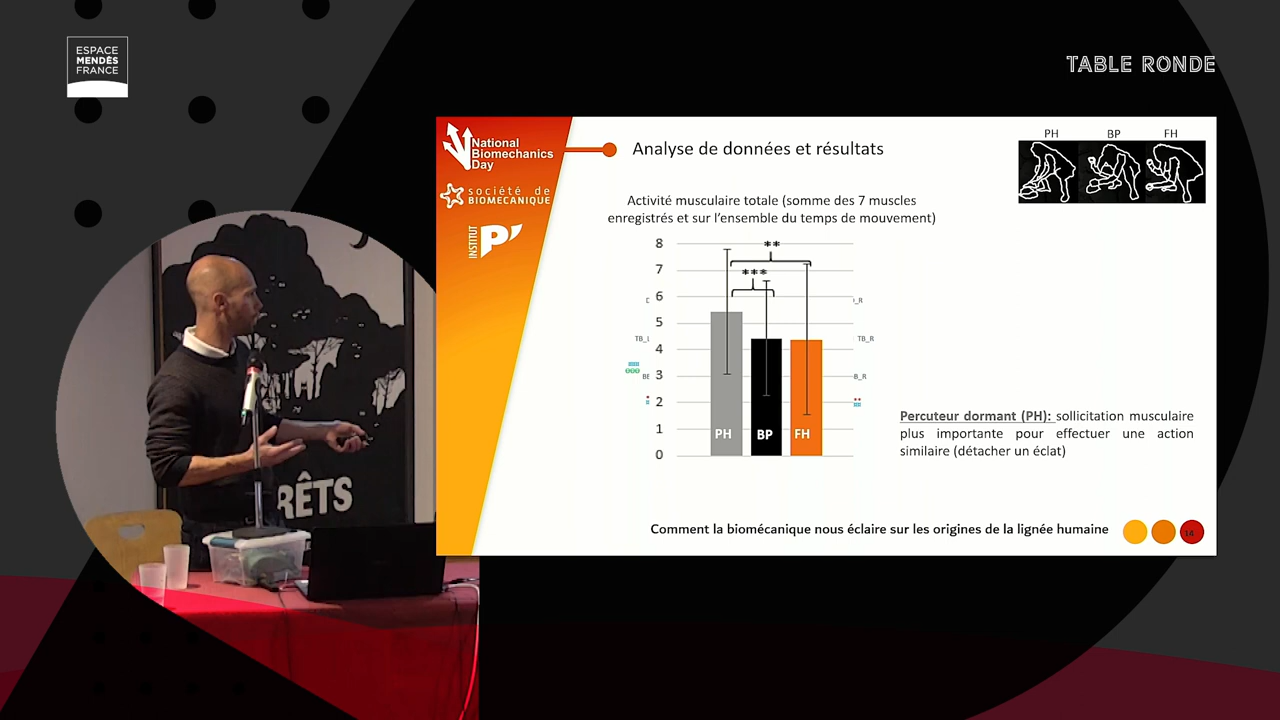 ESPACE
MENDÈS
FRANCE
TABLE RONDE
National
Biomechanics
Day
société de
BIOMECANIQUE
INSTITUT
P'
Analyse de données et résultats
PH BP FH
Activité musculaire totale (somme des 7 muscles
enregistrés et sur l'ensemble du temps de mouvement)
8
7
6
5
4
3
2
1
0
**
***
PH BP FH
TB_R
Percuteur dormant (PH): sollicitation musculaire
plus importante pour effectuer une action
similaire (détacher un éclat)
Comment la biomécanique nous éclaire sur les origines de la lignée humaine
RÊTS